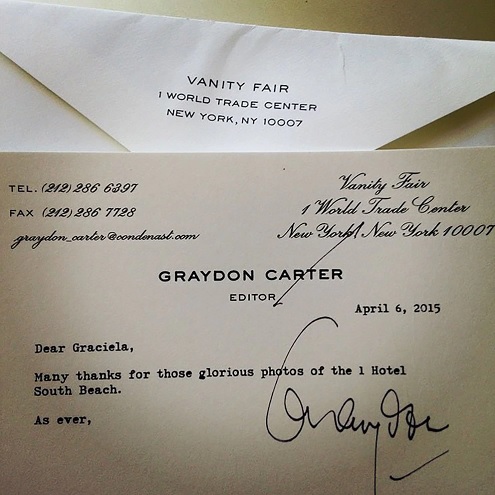 VANITY FAIR
1 WORLD TRADE CENTER
NEW YORK, NY 10007
TEL. (212) 286 6397
FAX (212) 286 7728
graydon_carter@condenast.com
Vanity Fair
1 World Trade Center
New York, New York 10007
GRAYDON CARTER
EDITOR
April 6, 2015
Dear Graciela,
Many thanks for those glorious photos of the 1 Hotel
South Beach.
As ever,
Graydon